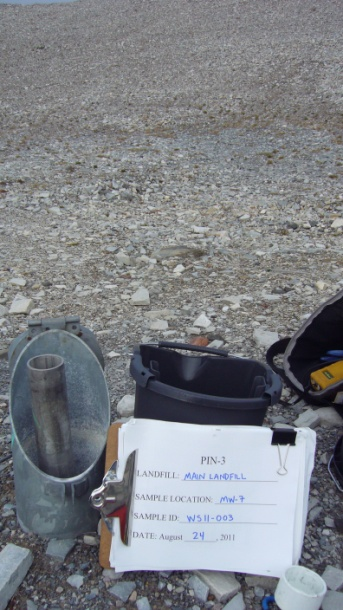 PIN-3
LANDFILL: MAIN LANDFILL
SAMPLE LOCATION: MW-7
SAMPLE ID: WS11-003
DATE: August 24, 2011